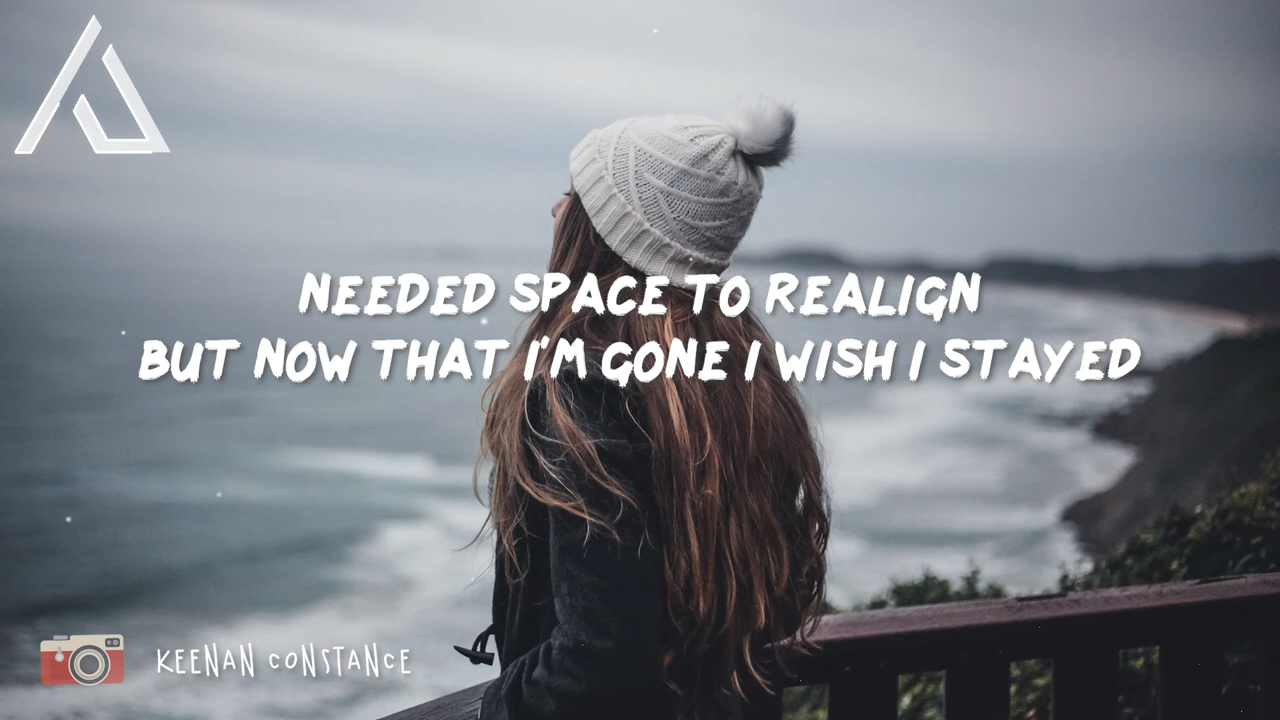 NEEDED SPACE TO REALIGN
BUT NOW THAT I'M GONE I WISH I STAYED
KEENAN CONSTANCE